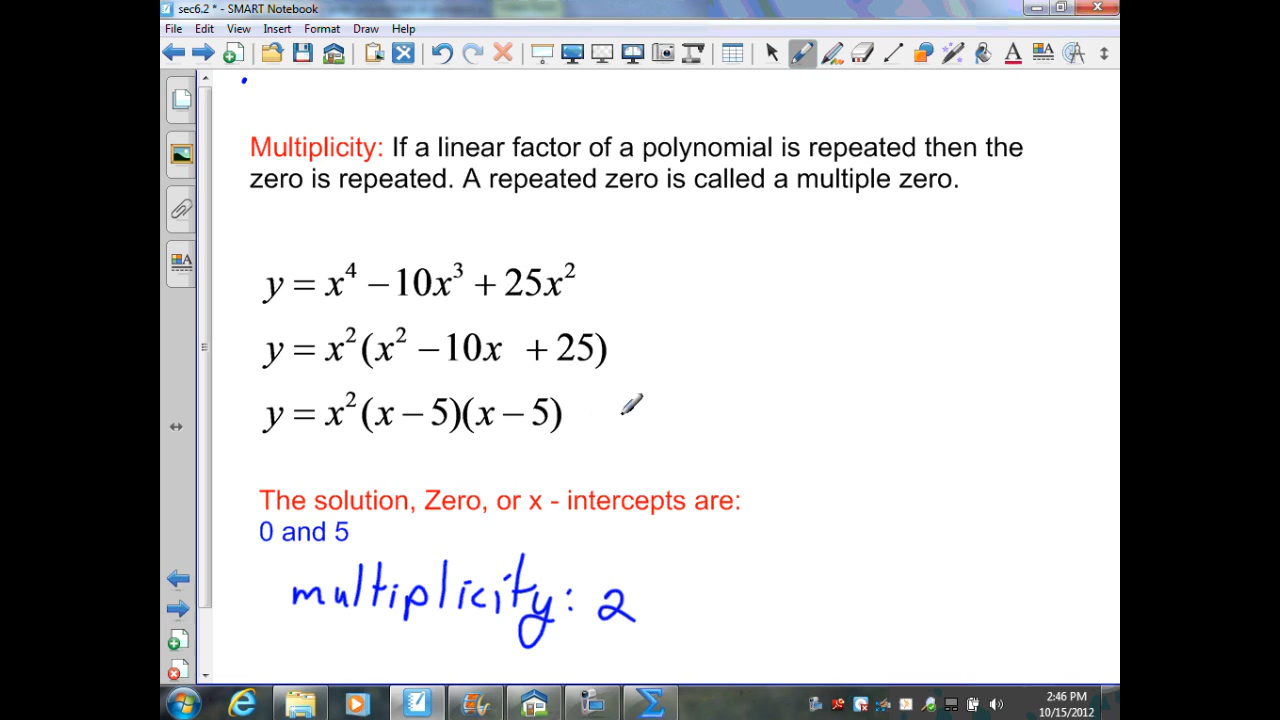 sec6.2 * - SMART Notebook
File Edit View Insert Format Draw Help
Multiplicity: If a linear factor of a polynomial is repeated then the
zero is repeated. A repeated zero is called a multiple zero.
y = x⁴ − 10x³ + 25x²
y = x²(x² − 10x + 25)
y = x²(x − 5)(x − 5)
The solution, Zero, or x - intercepts are:
0 and 5
multiplicity: 2
2:46 PM
10/15/2012